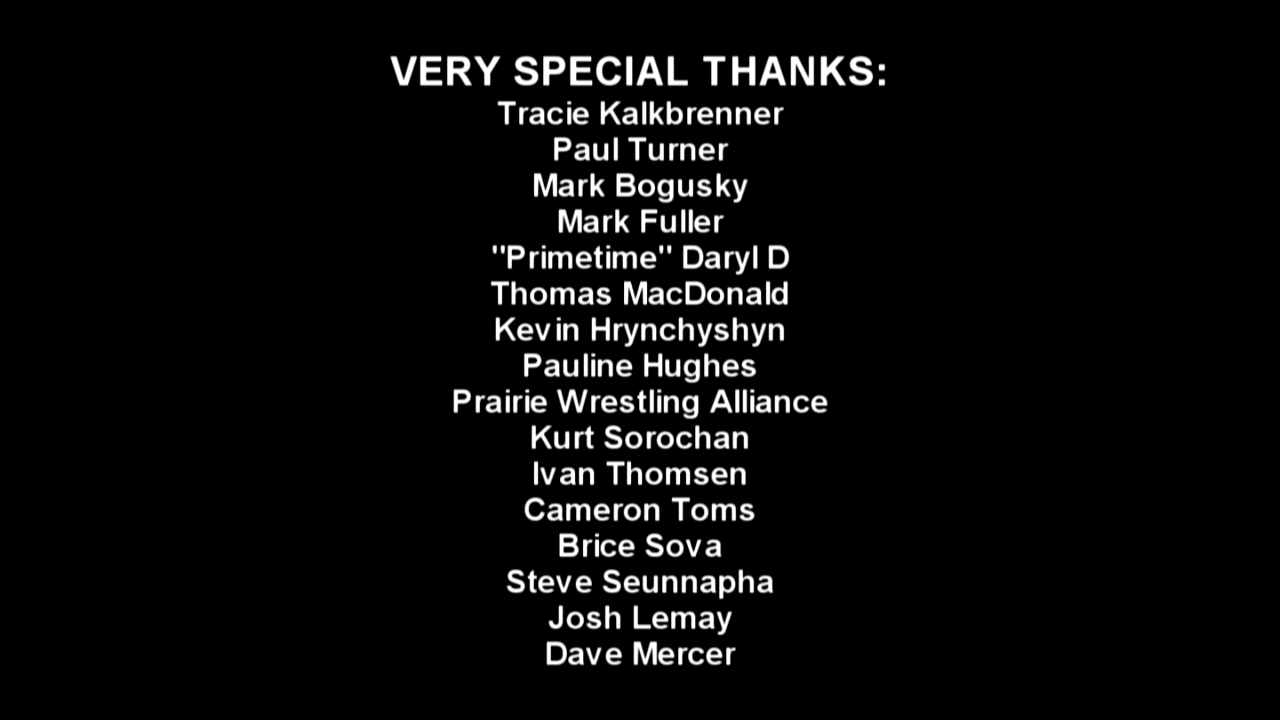 VERY SPECIAL THANKS:
Tracie Kalkbrenner
Paul Turner
Mark Bogusky
Mark Fuller
"Primetime" Daryl D
Thomas MacDonald
Kevin Hrynchyshyn
Pauline Hughes
Prairie Wrestling Alliance
Kurt Sorochan
Ivan Thomsen
Cameron Toms
Brice Sova
Steve Seunnapha
Josh Lemay
Dave Mercer